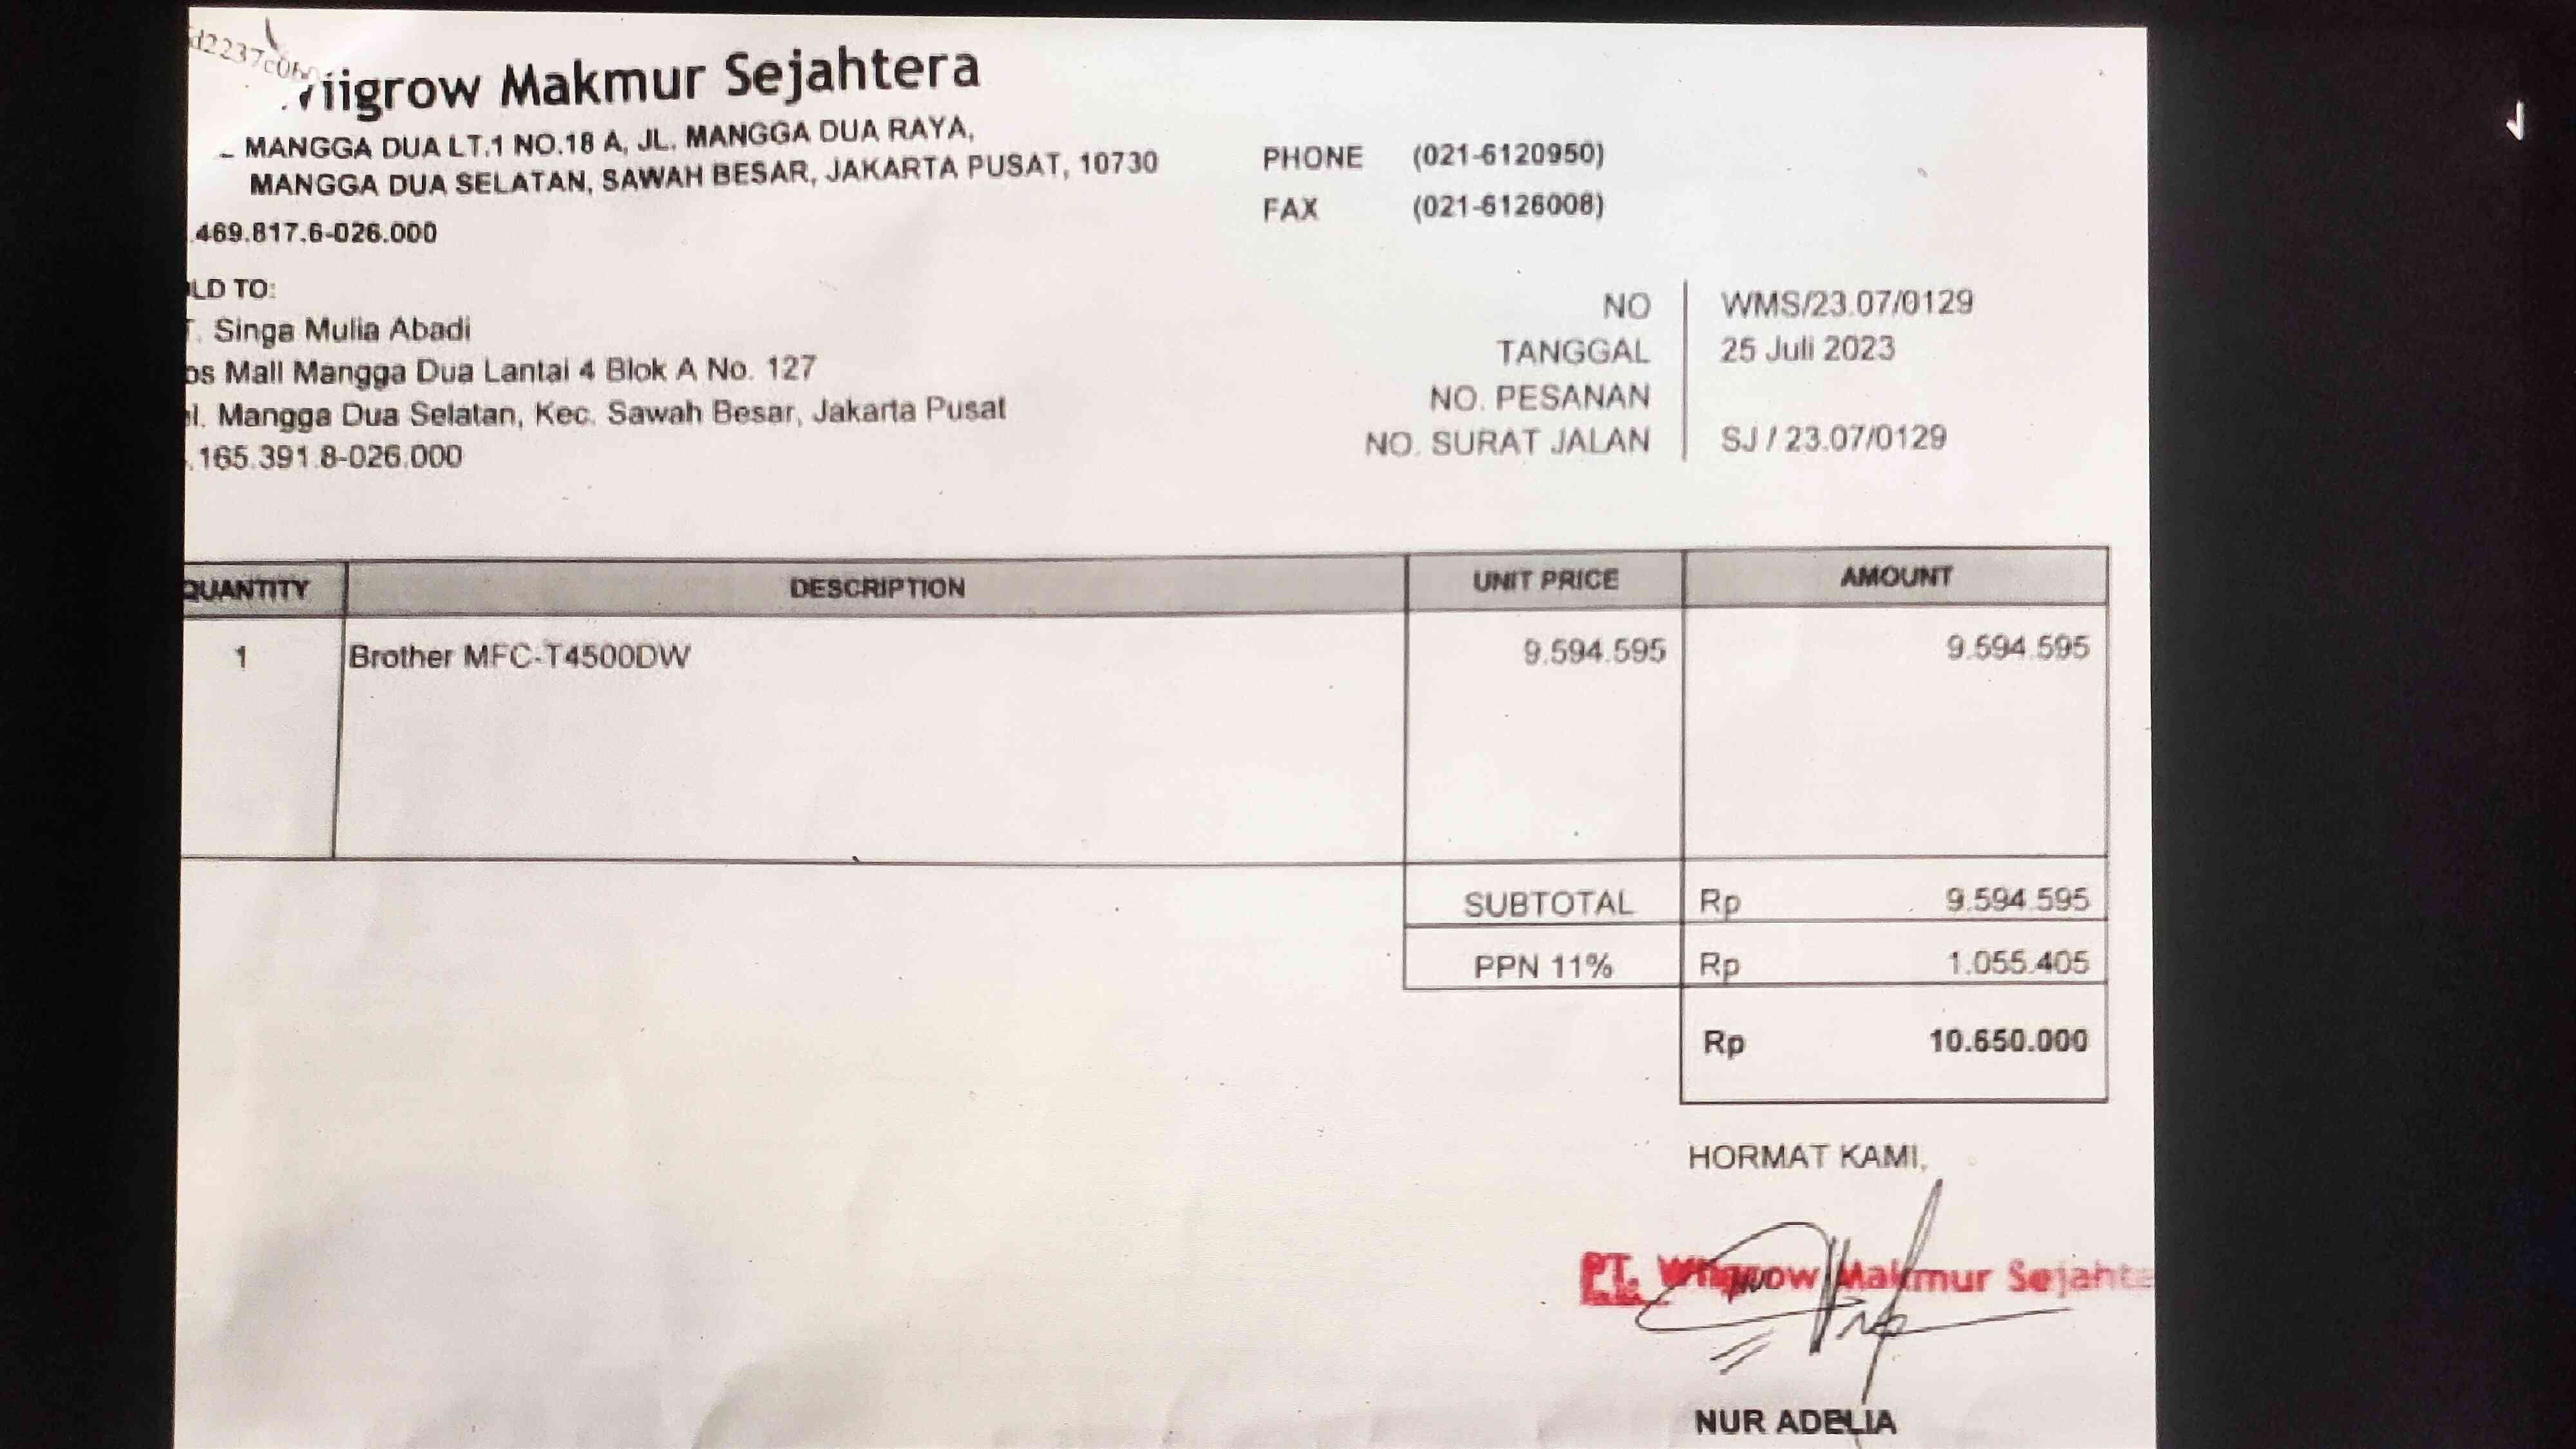 Makmur Sejahtera
MANGGA DUA LT.1 NO.18 A, JL. MANGGA DUA RAYA,
MANGGA DUA SELATAN, SAWAH BESAR, JAKARTA PUSAT, 10730
PHONE (021-6120950)
FAX (021-6126008)
.469.817.6-026.000
LD TO:
. Singa Mulia Abadi
os Mall Mangga Dua Lantai 4 Blok A No. 127
el. Mangga Dua Selatan, Kec. Sawah Besar, Jakarta Pusat
.165.391.8-026.000
NO WMS/23.07/0129
TANGGAL 25 Juli 2023
NO. PESANAN
NO. SURAT JALAN SJ / 23.07/0129
QUANTITY DESCRIPTION UNIT PRICE AMOUNT
1 Brother MFC-T4500DW 9.594.595 9.594.595
SUBTOTAL Rp 9.594.595
PPN 11% Rp 1.055.405
Rp 10.650.000
HORMAT KAMI,
PT. Wiigrow Makmur Sejahte
NUR ADELIA